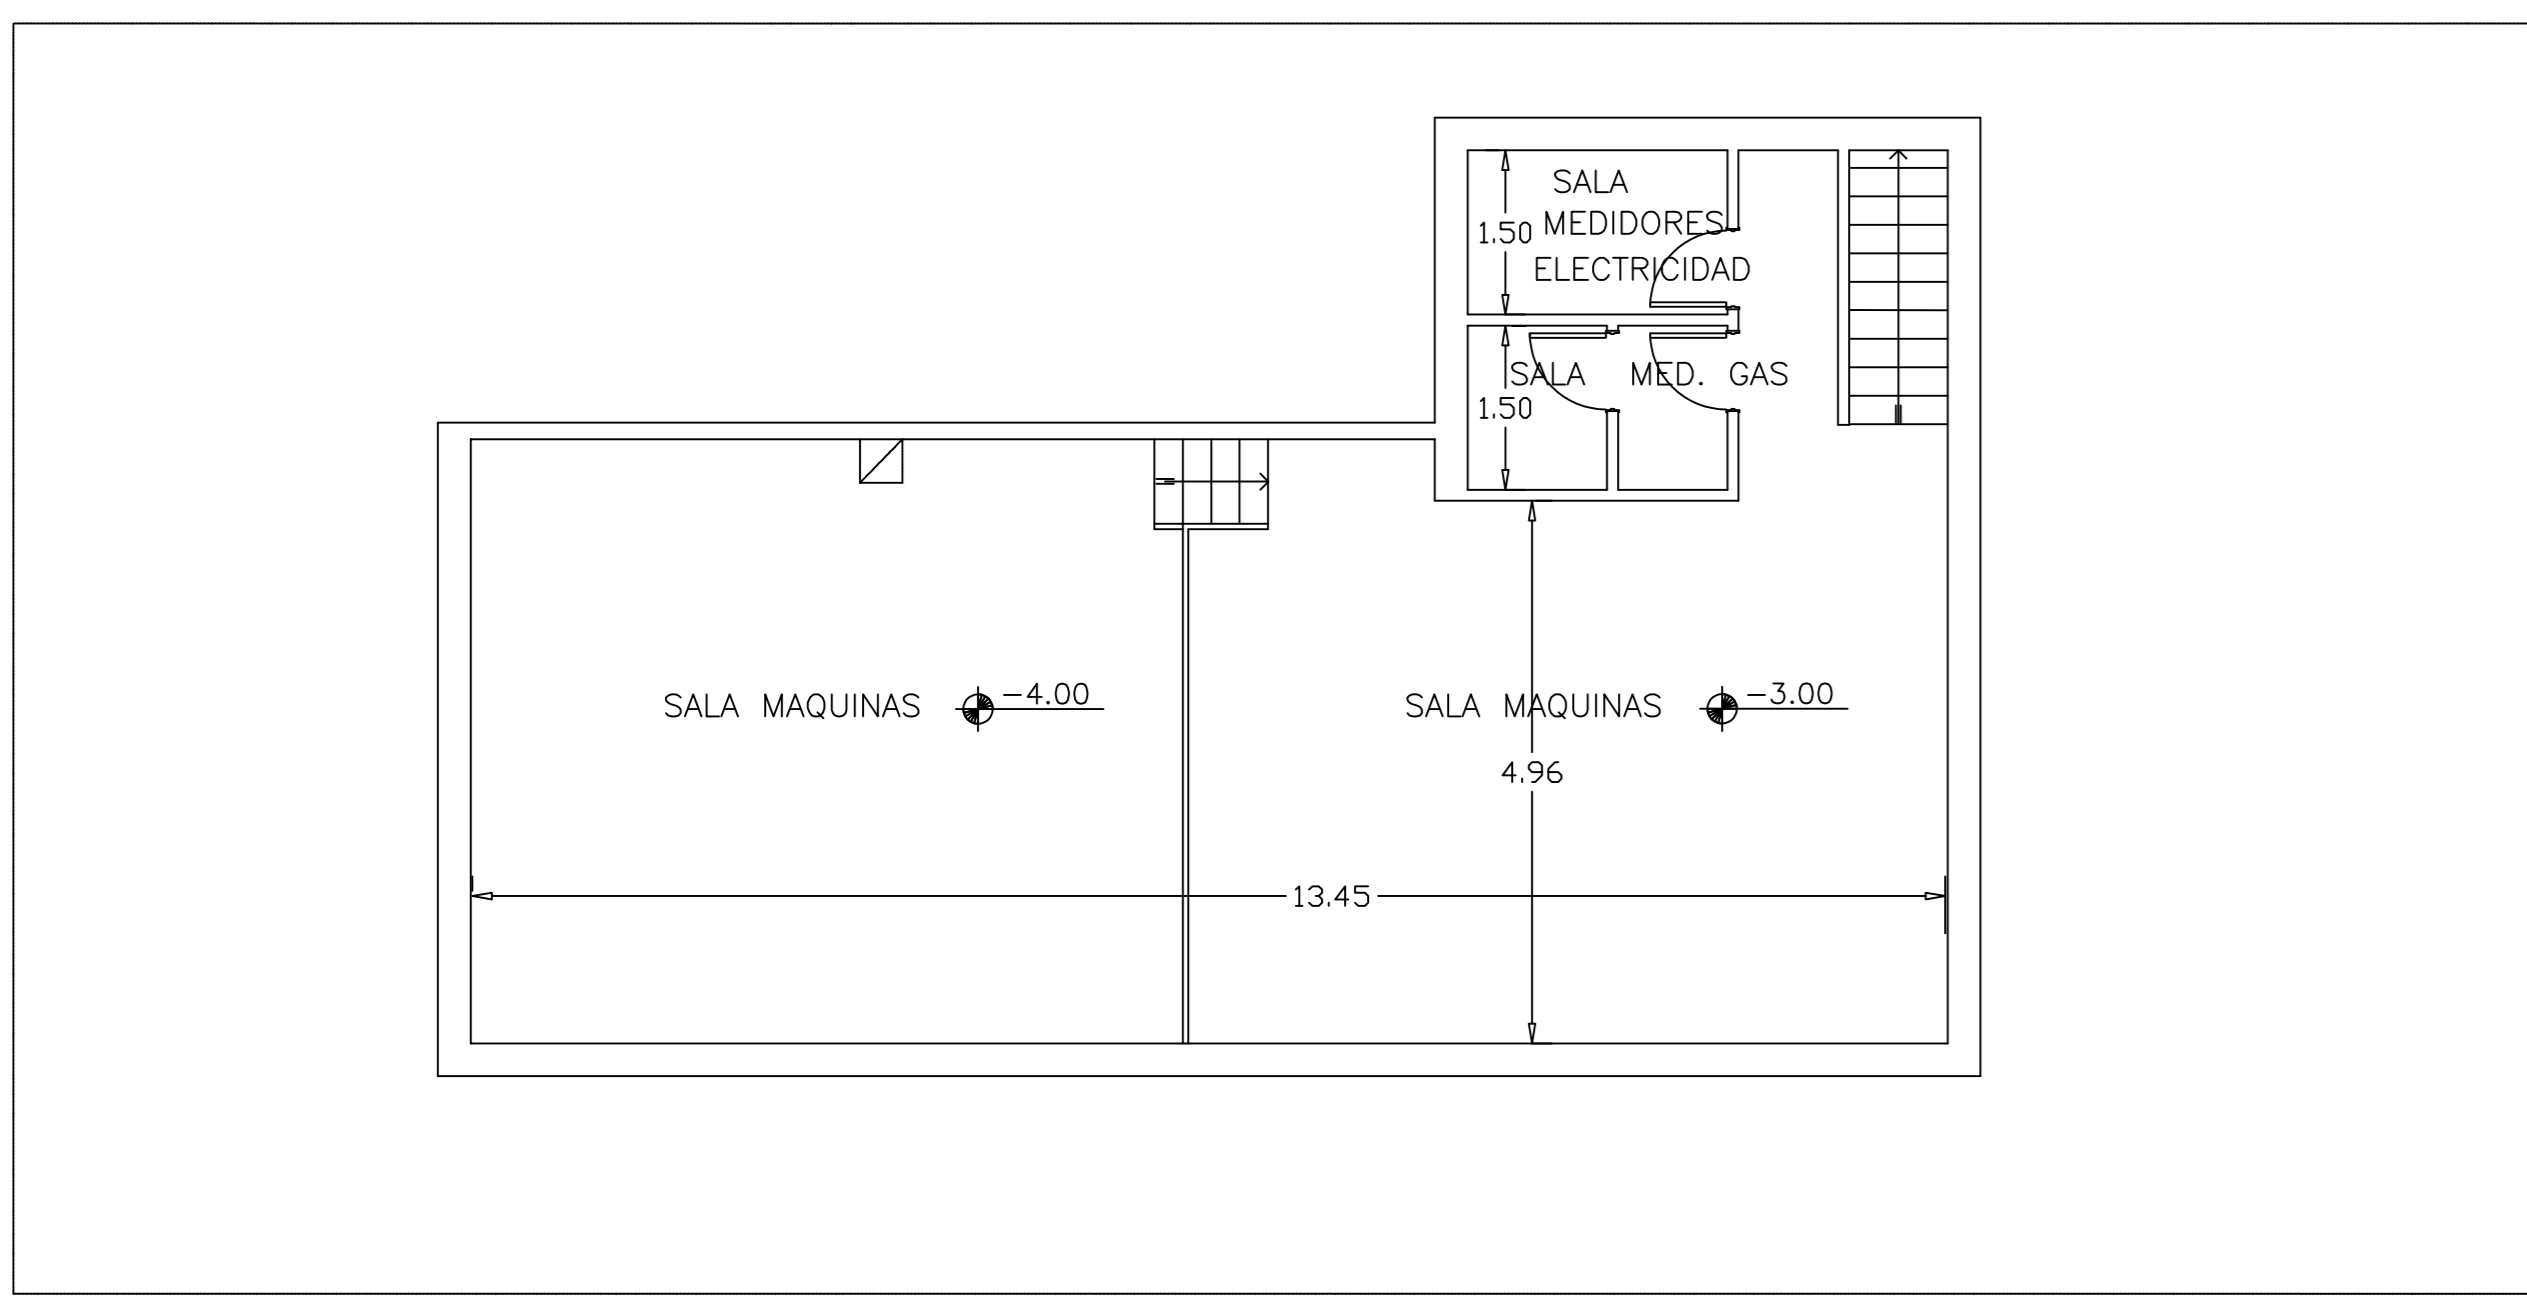 SALA
MEDIDORES
ELECTRICIDAD
1.50
SALA MED. GAS
1.50
SALA MAQUINAS
-4.00
SALA MAQUINAS
-3.00
4.96
13.45